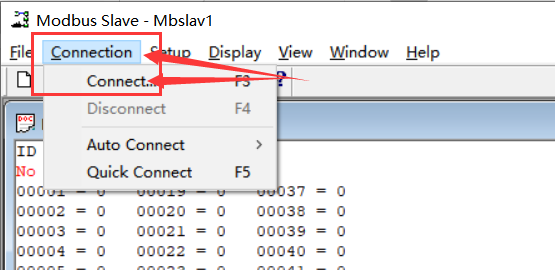 Modbus Slave - Mbslav1
File Connection Setup Display View Window Help
Connect... F3
Disconnect F4
Auto Connect
Quick Connect F5
ID
No
00001 = 0 00019 = 0 00037 = 0
00002 = 0 00020 = 0 00038 = 0
00003 = 0 00021 = 0 00039 = 0
00004 = 0 00022 = 0 00040 = 0